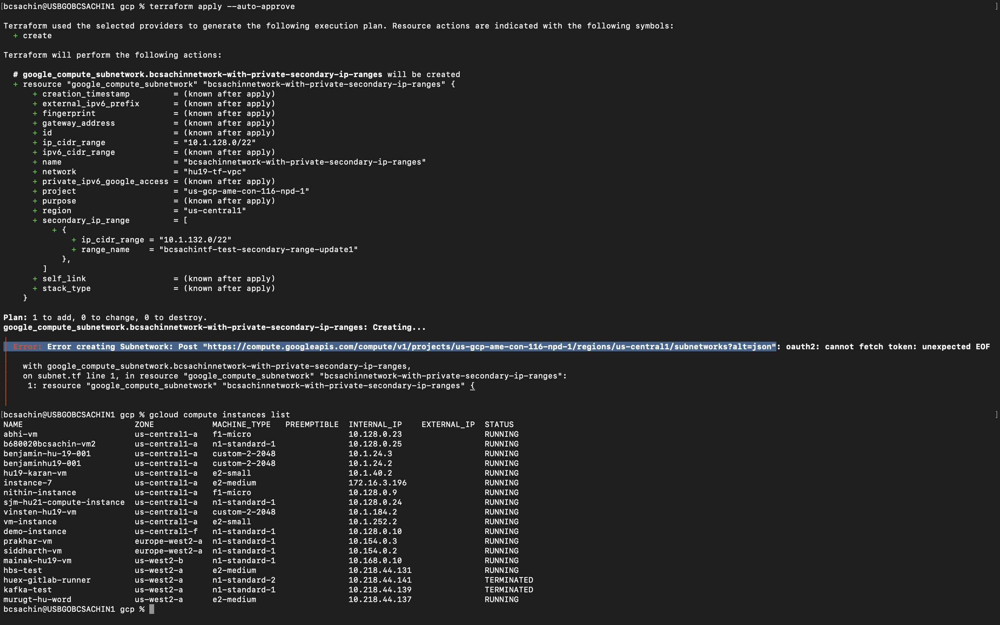 [bcsachin@USBGOBCSACHIN1 gcp % terraform apply --auto-approve ]
Terraform used the selected providers to generate the following execution plan. Resource actions are indicated with the following symbols:
+ create
Terraform will perform the following actions:
# google_compute_subnetwork.bcsachinnetwork-with-private-secondary-ip-ranges will be created
+ resource "google_compute_subnetwork" "bcsachinnetwork-with-private-secondary-ip-ranges" {
+ creation_timestamp = (known after apply)
+ external_ipv6_prefix = (known after apply)
+ fingerprint = (known after apply)
+ gateway_address = (known after apply)
+ id = (known after apply)
+ ip_cidr_range = "10.1.128.0/22"
+ ipv6_cidr_range = (known after apply)
+ name = "bcsachinnetwork-with-private-secondary-ip-ranges"
+ network = "hu19-tf-vpc"
+ private_ipv6_google_access = (known after apply)
+ project = "us-gcp-ame-con-116-npd-1"
+ purpose = (known after apply)
+ region = "us-central1"
+ secondary_ip_range = [
+ {
+ ip_cidr_range = "10.1.132.0/22"
+ range_name = "bcsachintf-test-secondary-range-update1"
},
]
+ self_link = (known after apply)
+ stack_type = (known after apply)
}
Plan: 1 to add, 0 to change, 0 to destroy.
google_compute_subnetwork.bcsachinnetwork-with-private-secondary-ip-ranges: Creating...
Error: Error creating Subnetwork: Post "https://compute.googleapis.com/compute/v1/projects/us-gcp-ame-con-116-npd-1/regions/us-central1/subnetworks?alt=json": oauth2: cannot fetch token: unexpected EOF
with google_compute_subnetwork.bcsachinnetwork-with-private-secondary-ip-ranges,
on subnet.tf line 1, in resource "google_compute_subnetwork" "bcsachinnetwork-with-private-secondary-ip-ranges":
1: resource "google_compute_subnetwork" "bcsachinnetwork-with-private-secondary-ip-ranges" {
[bcsachin@USBGOBCSACHIN1 gcp % gcloud compute instances list ]
NAME ZONE MACHINE_TYPE PREEMPTIBLE INTERNAL_IP EXTERNAL_IP STATUS
abhi-vm us-central1-a f1-micro 10.128.0.23 RUNNING
b680020bcsachin-vm2 us-central1-a n1-standard-1 10.128.0.25 RUNNING
benjamin-hu-19-001 us-central1-a custom-2-2048 10.1.24.3 RUNNING
benjaminhu19-001 us-central1-a custom-2-2048 10.1.24.2 RUNNING
hu19-karan-vm us-central1-a e2-small 10.1.40.2 RUNNING
instance-7 us-central1-a e2-medium 172.16.3.196 RUNNING
nithin-instance us-central1-a f1-micro 10.128.0.9 RUNNING
sjm-hu21-compute-instance us-central1-a n1-standard-1 10.128.0.24 RUNNING
vinsten-hu19-vm us-central1-a custom-2-2048 10.1.184.2 RUNNING
vm-instance us-central1-a e2-small 10.1.252.2 RUNNING
demo-instance us-central1-f n1-standard-1 10.128.0.10 RUNNING
prakhar-vm europe-west2-a n1-standard-1 10.154.0.3 RUNNING
siddharth-vm europe-west2-a n1-standard-1 10.154.0.2 RUNNING
mainak-hu19-vm us-west2-b n1-standard-1 10.168.0.10 RUNNING
hbs-test us-west2-a e2-medium 10.218.44.131 RUNNING
huex-gitlab-runner us-west2-a n1-standard-2 10.218.44.141 TERMINATED
kafka-test us-west2-a n1-standard-1 10.218.44.139 TERMINATED
murugt-hu-word us-west2-a e2-medium 10.218.44.137 RUNNING
bcsachin@USBGOBCSACHIN1 gcp %